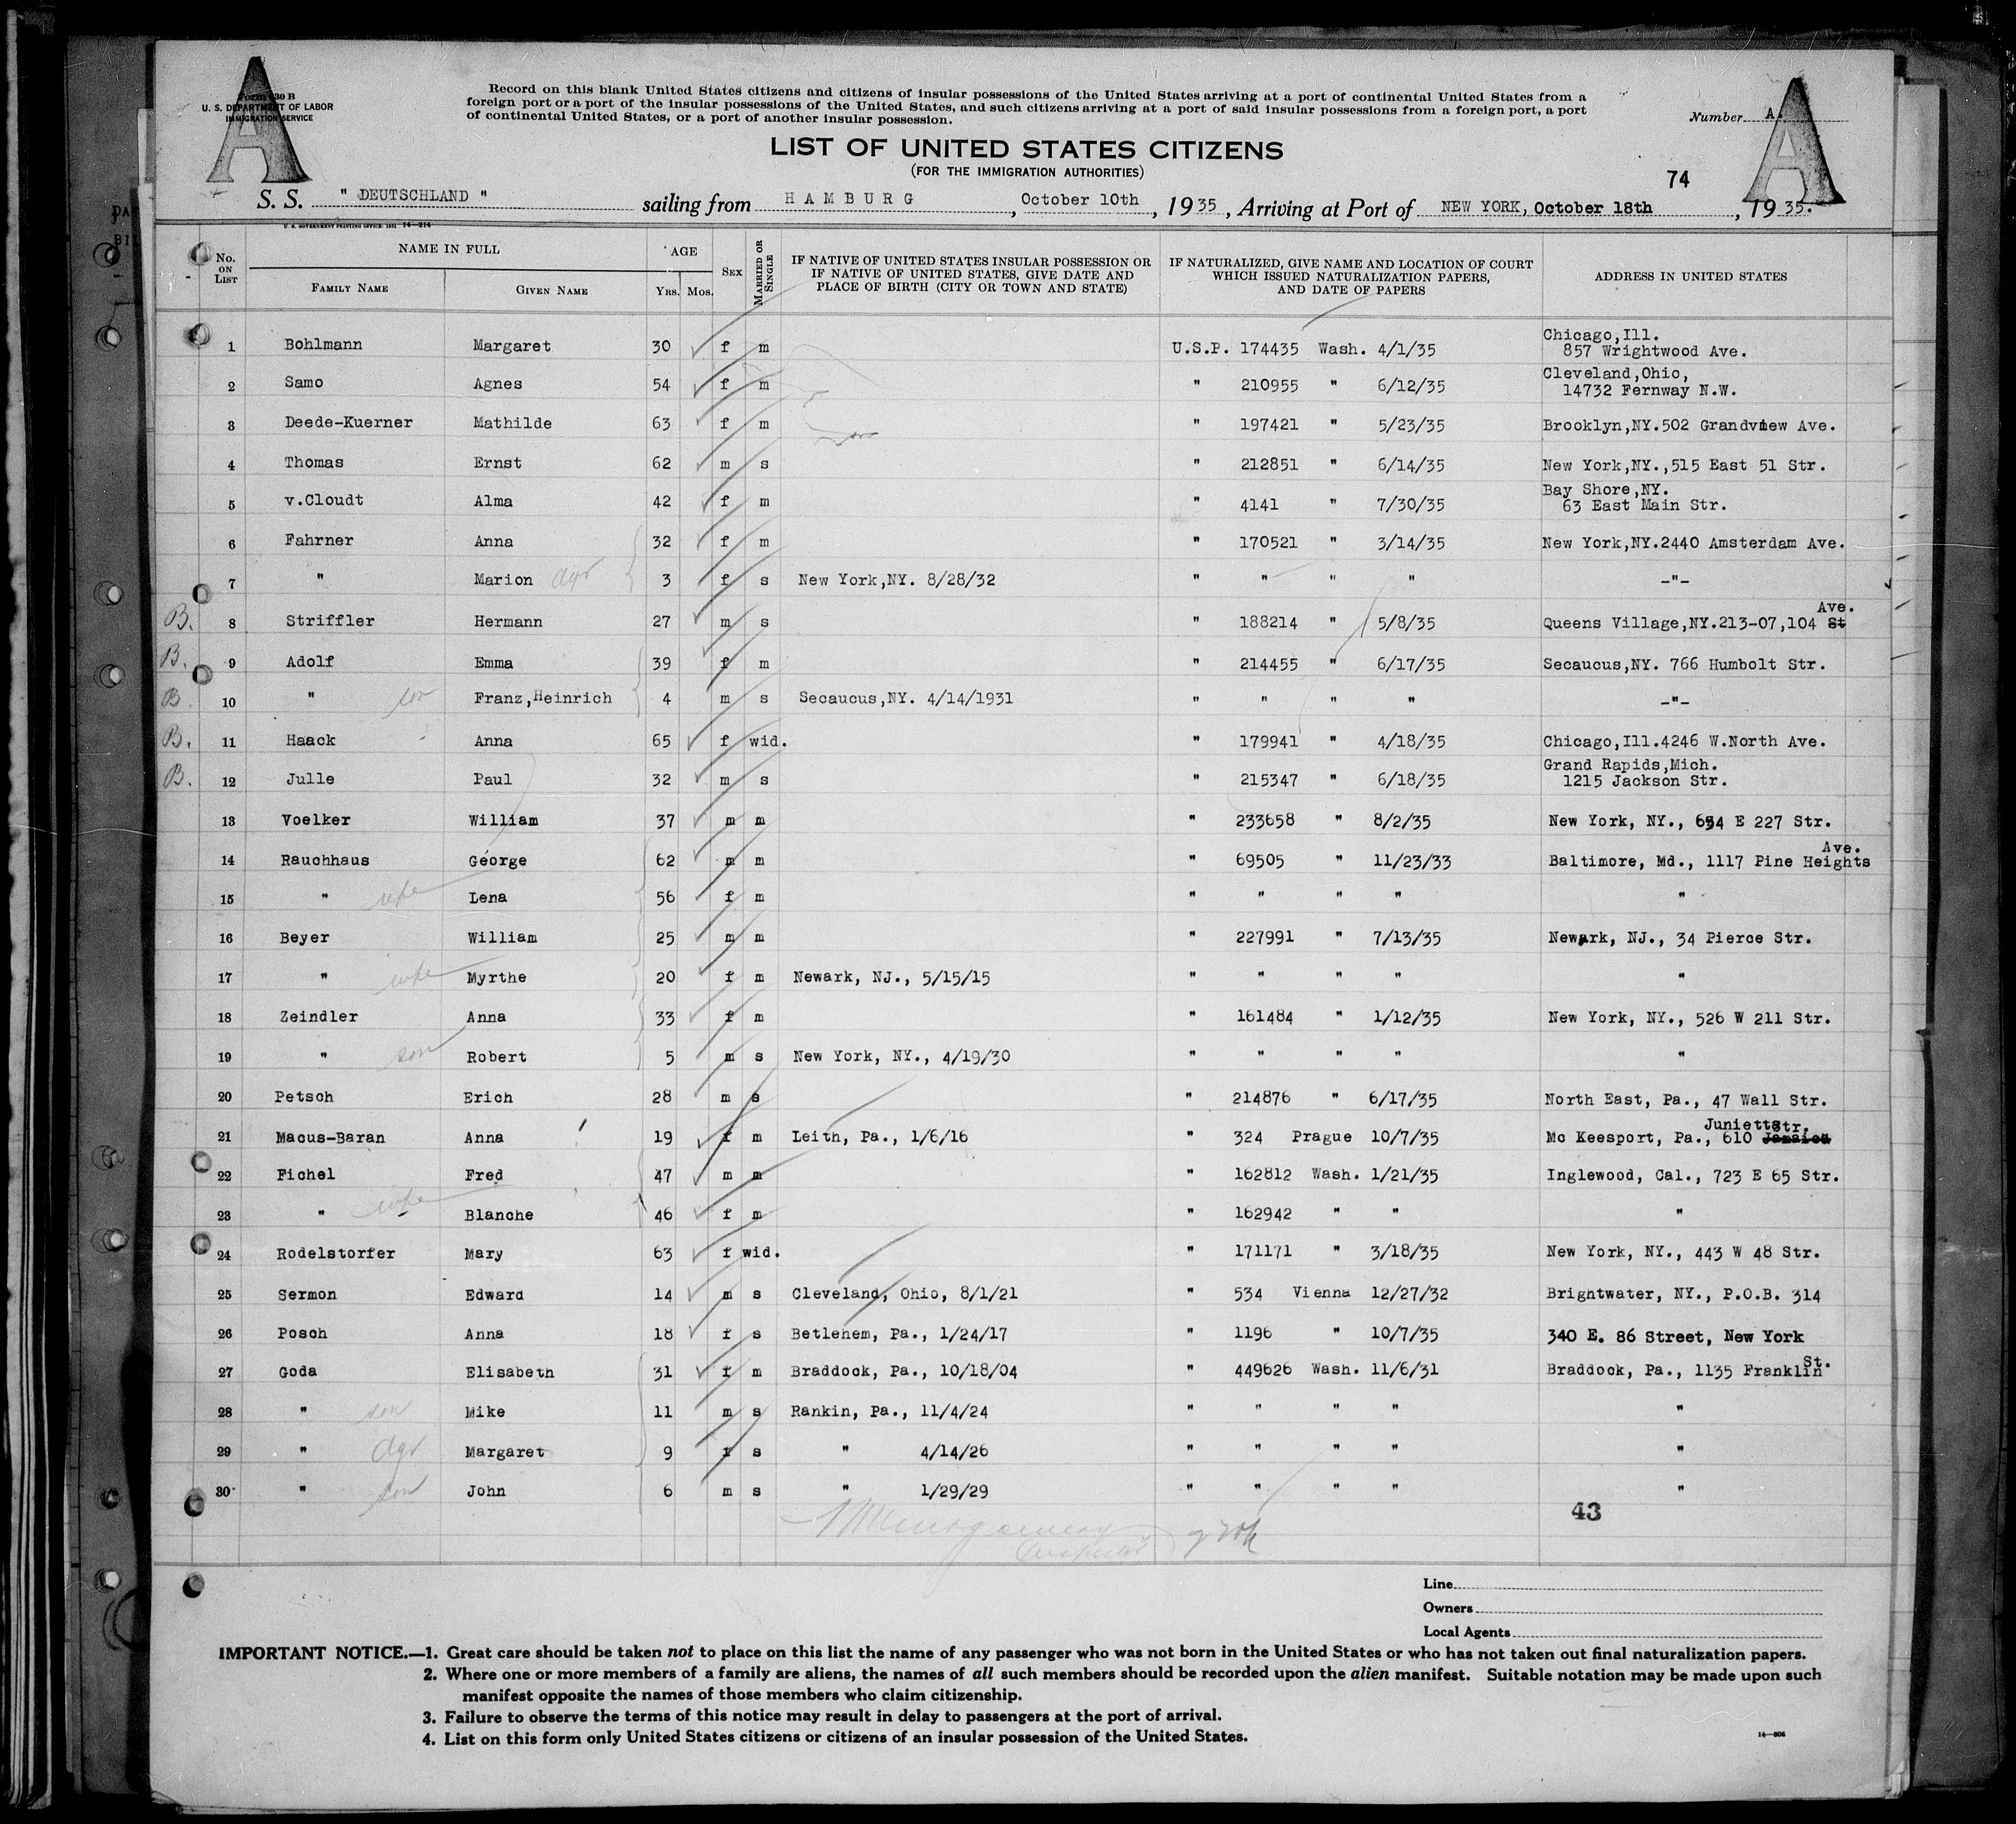 A
A
Form 630 B
U. S. DEPARTMENT OF LABOR
IMMIGRATION SERVICE
Record on this blank United States citizens and citizens of insular possessions of the United States arriving at a port of continental United States from a
foreign port or a port of the insular possessions of the United States, and such citizens arriving at a port of said insular possessions from a foreign port, a port
of continental United States, or a port of another insular possession.
Number A.
LIST OF UNITED STATES CITIZENS
(FOR THE IMMIGRATION AUTHORITIES)
74
S. S. " DEUTSCHLAND " sailing from HAMBURG, October 10th, 1935, Arriving at Port of NEW YORK, October 18th, 1935.
U. S. GOVERNMENT PRINTING OFFICE: 1931 14—214
No. ON LIST NAME IN FULL FAMILY NAME GIVEN NAME AGE YRS. MOS. SEX MARRIED OR SINGLE IF NATIVE OF UNITED STATES INSULAR POSSESSION OR IF NATIVE OF UNITED STATES, GIVE DATE AND PLACE OF BIRTH (CITY OR TOWN AND STATE) IF NATURALIZED, GIVE NAME AND LOCATION OF COURT WHICH ISSUED NATURALIZATION PAPERS, AND DATE OF PAPERS ADDRESS IN UNITED STATES
1 Bohlmann Margaret 30 f m U.S.P. 174435 Wash. 4/1/35 Chicago,Ill. 857 Wrightwood Ave.
2 Samo Agnes 54 f m " 210955 " 6/12/35 Cleveland,Ohio, 14732 Fernway N.W.
3 Deede-Kuerner Mathilde 63 f m " 197421 " 5/23/35 Brooklyn,NY.502 Grandview Ave.
4 Thomas Ernst 62 m s " 212851 " 6/14/35 New York,NY.,515 East 51 Str.
5 v.Cloudt Alma 42 f m " 4141 " 7/30/35 Bay Shore,NY. 63 East Main Str.
6 Fahrner Anna 32 f m " 170521 " 3/14/35 New York,NY.2440 Amsterdam Ave.
7 " Marion dgr 3 f s New York,NY. 8/28/32 " " " " -"-
B. 8 Striffler Hermann 27 m s " 188214 " 5/8/35 Queens Village,NY.213-07,104 St Ave.
B. 9 Adolf Emma 39 f m " 214455 " 6/17/35 Secaucus,NY. 766 Humbolt Str.
B 10 " son Franz,Heinrich 4 m s Secaucus,NY. 4/14/1931 " " " " -"-
B. 11 Haack Anna 65 f wid. " 179941 " 4/18/35 Chicago,Ill.4246 W.North Ave.
B. 12 Julle Paul 32 m s " 215347 " 6/18/35 Grand Rapids,Mich. 1215 Jackson Str.
13 Voelker William 37 m m " 233658 " 8/2/35 New York, NY., 654 E 227 Str.
14 Rauchhaus George 62 m m " 69505 " 11/23/33 Baltimore, Md., 1117 Pine Heights Ave.
15 " wife Lena 56 f m " " " " "
16 Beyer William 25 m m " 227991 " 7/13/35 Newark, NJ., 34 Pierce Str.
17 " wife Myrthe 20 f m Newark, NJ., 5/15/15 " " " " "
18 Zeindler Anna 33 f m " 161484 " 1/12/35 New York, NY., 526 W 211 Str.
19 " son Robert 5 m s New York, NY., 4/19/30 " " " " "
20 Petsch Erich 28 m s " 214876 " 6/17/35 North East, Pa., 47 Wall Str.
21 Macus-Baran Anna 19 f m Leith, Pa., 1/6/16 " 324 Prague 10/7/35 Mc Keesport, Pa., 610 Jamaica Juniettstr.
22 Fichel Fred 47 m m " 162812 Wash. 1/21/35 Inglewood, Cal., 723 E 65 Str.
23 " wife Blanche 46 f m " 162942 " " "
24 Rodelstorfer Mary 63 f wid. " 171171 " 3/18/35 New York, NY., 443 W 48 Str.
25 Sermon Edward 14 m s Cleveland, Ohio, 8/1/21 " 534 Vienna 12/27/32 Brightwater, NY., P.O.B. 314
26 Posch Anna 18 f s Betlehem, Pa., 1/24/17 " 1196 " 10/7/35 340 E. 86 Street, New York
27 Goda Elisabeth 31 f m Braddock, Pa., 10/18/04 " 449626 Wash. 11/6/31 Braddock, Pa., 1135 Franklin St.
28 " son Mike 11 m s Rankin, Pa., 11/4/24 " " " " "
29 " dgr Margaret 9 f s " 4/14/26 " " " " "
30 " son John 6 m s " 1/29/29 " " " " "
43
Line
Owners
Local Agents
IMPORTANT NOTICE.—1. Great care should be taken not to place on this list the name of any passenger who was not born in the United States or who has not taken out final naturalization papers.
2. Where one or more members of a family are aliens, the names of all such members should be recorded upon the alien manifest. Suitable notation may be made upon such
manifest opposite the names of those members who claim citizenship.
3. Failure to observe the terms of this notice may result in delay to passengers at the port of arrival.
4. List on this form only United States citizens or citizens of an insular possession of the United States.